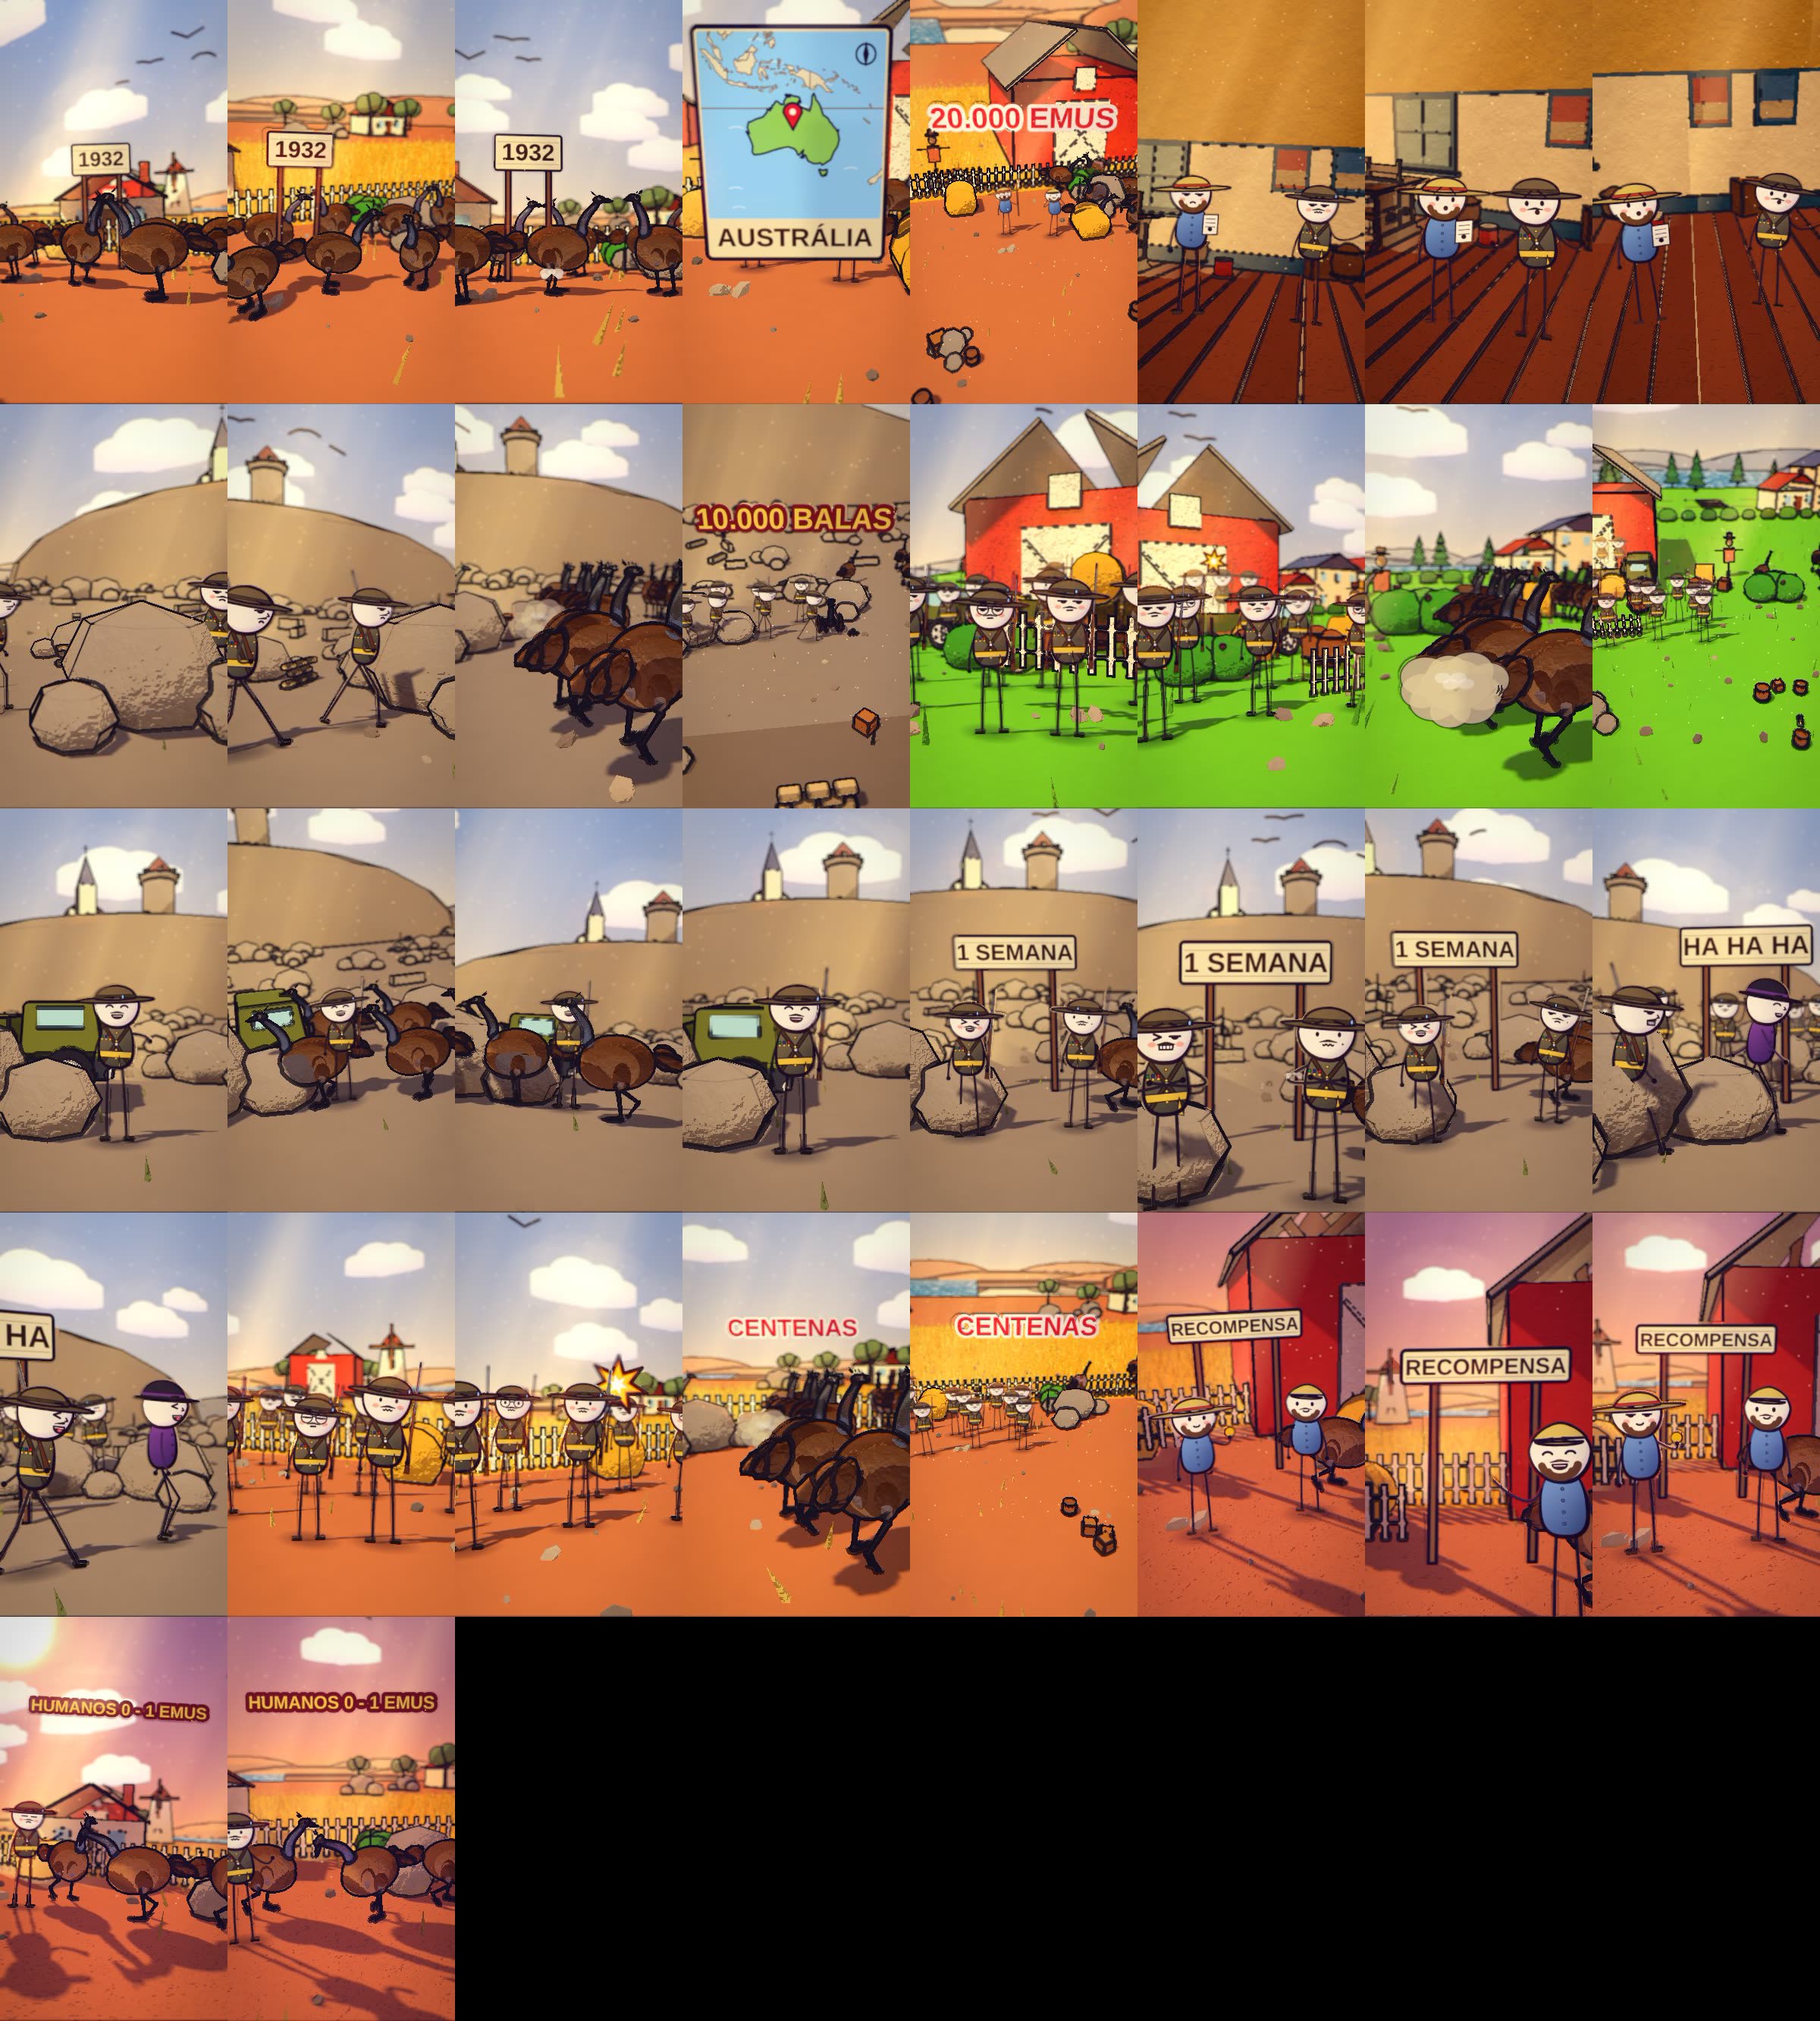 1932
1932
1932
AUSTRÁLIA
20.000 EMUS
10.000 BALAS
1 SEMANA
1 SEMANA
1 SEMANA
HA HA HA
HA
CENTENAS
CENTENAS
RECOMPENSA
RECOMPENSA
RECOMPENSA
HUMANOS 0 - 1 EMUS
HUMANOS 0 - 1 EMUS